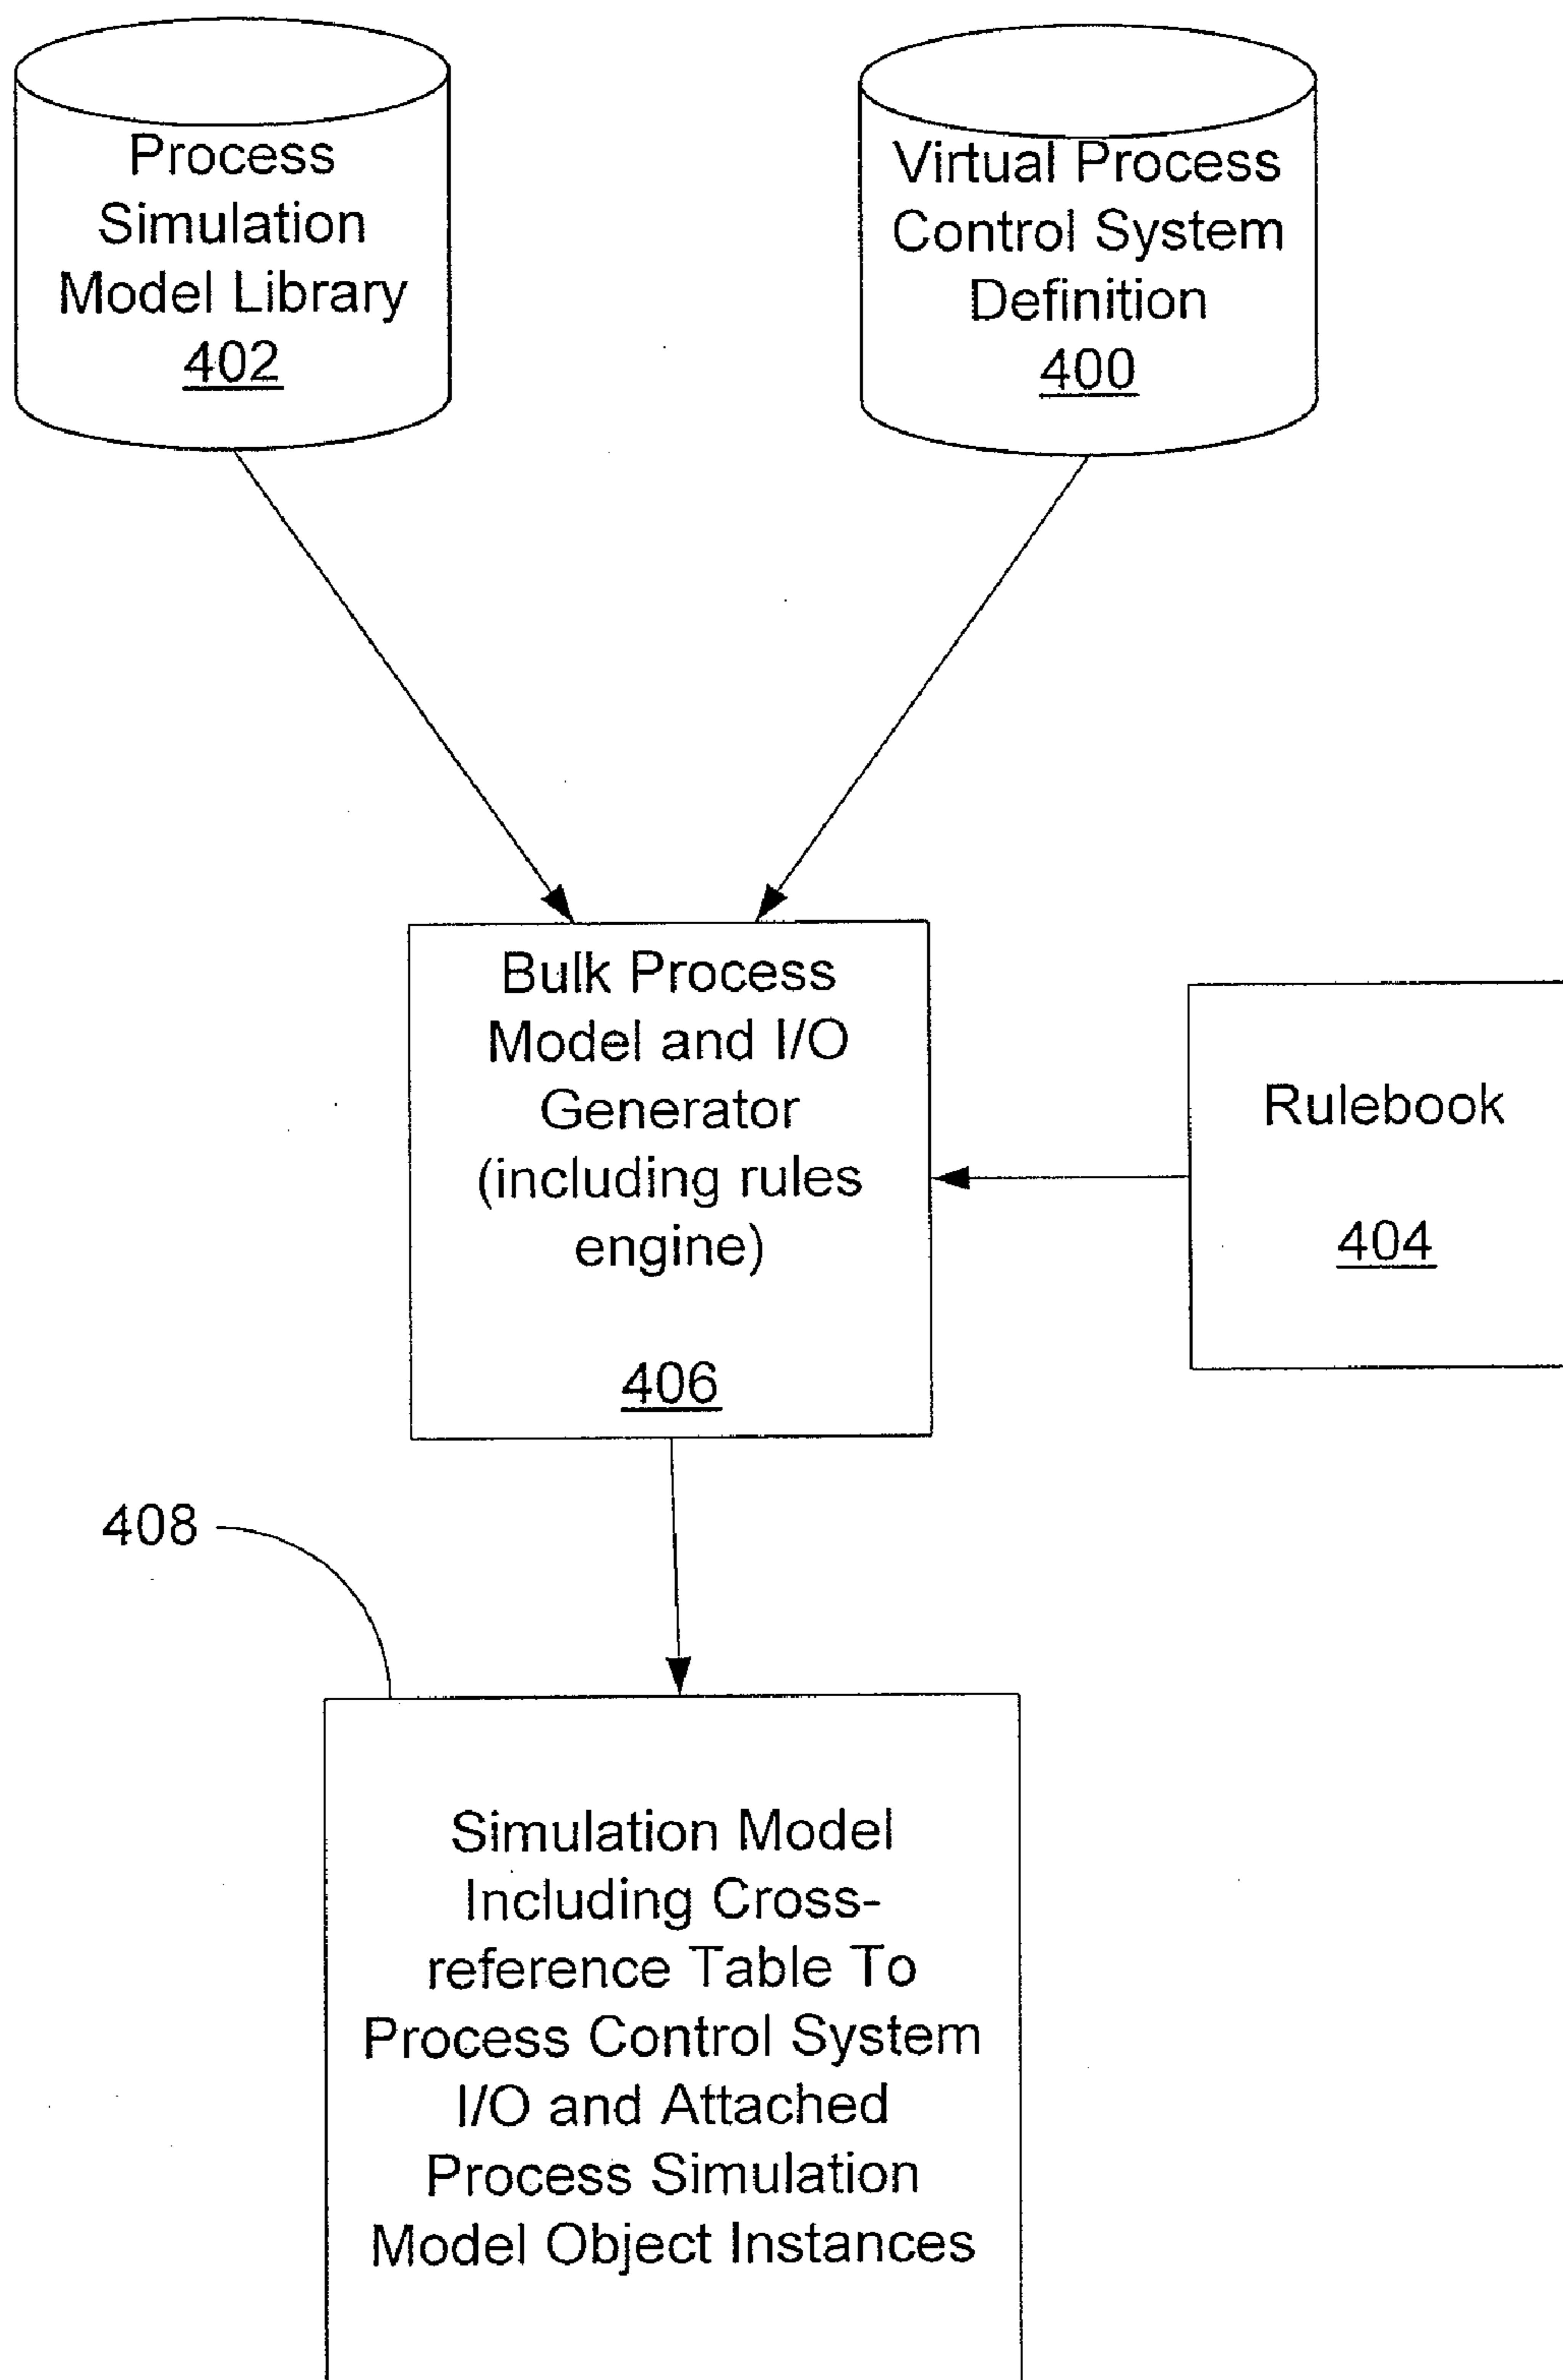 Process
Simulation
Model Library
402
Virtual Process
Control System
Definition
400
Bulk Process
Model and I/O
Generator
(including rules
engine)
406
Rulebook
404
408
Simulation Model
Including Cross-
reference Table To
Process Control System
I/O and Attached
Process Simulation
Model Object Instances